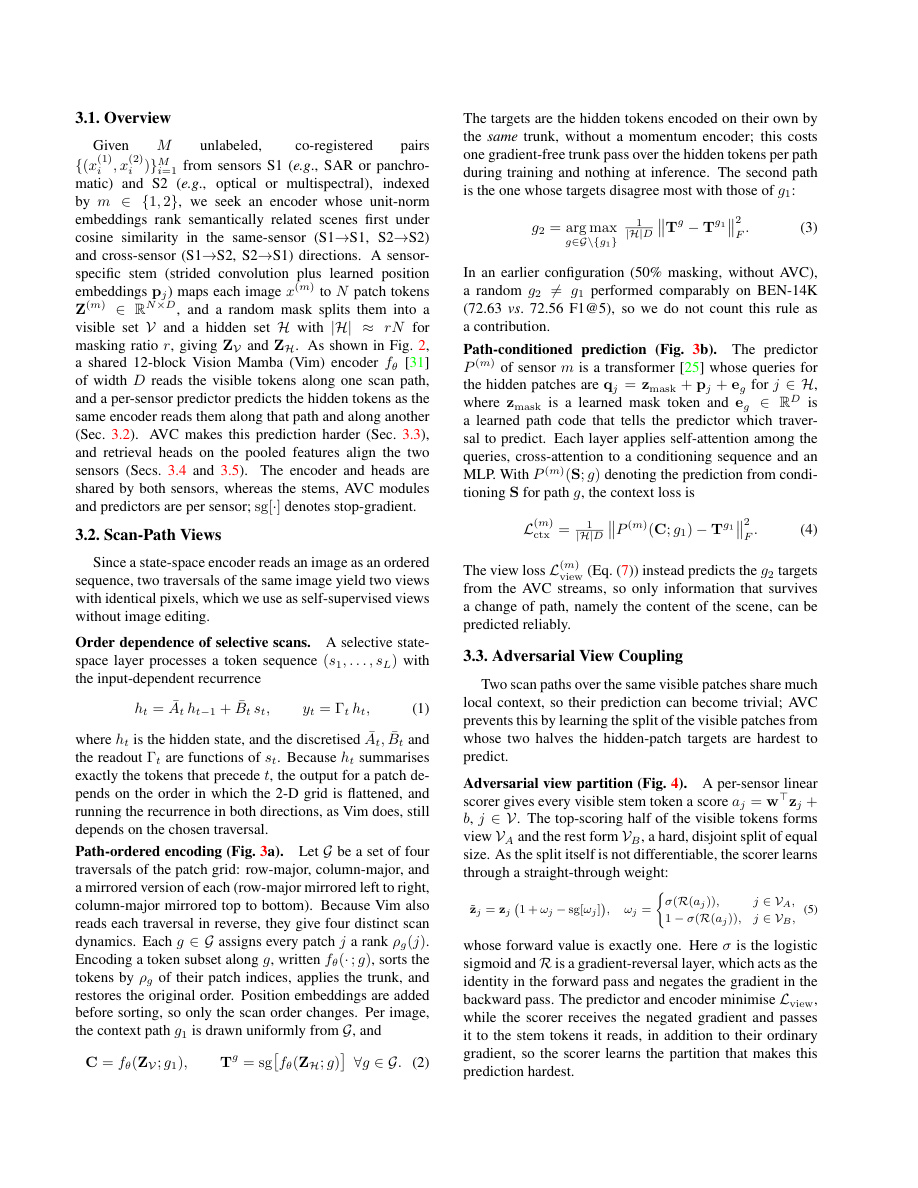 3.1. Overview
Given M unlabeled, co-registered pairs
{(x_i^{(1)}, x_i^{(2)})}_{i=1}^{M} from sensors S1 (e.g., SAR or panchro-
matic) and S2 (e.g., optical or multispectral), indexed
by m ∈ {1, 2}, we seek an encoder whose unit-norm
embeddings rank semantically related scenes first under
cosine similarity in the same-sensor (S1→S1, S2→S2)
and cross-sensor (S1→S2, S2→S1) directions. A sensor-
specific stem (strided convolution plus learned position
embeddings p_j) maps each image x^{(m)} to N patch tokens
Z^{(m)} ∈ ℝ^{N×D}, and a random mask splits them into a
visible set 𝒱 and a hidden set ℋ with |ℋ| ≈ rN for
masking ratio r, giving Z_𝒱 and Z_ℋ. As shown in Fig. 2,
a shared 12-block Vision Mamba (Vim) encoder f_θ [31]
of width D reads the visible tokens along one scan path,
and a per-sensor predictor predicts the hidden tokens as the
same encoder reads them along that path and along another
(Sec. 3.2). AVC makes this prediction harder (Sec. 3.3),
and retrieval heads on the pooled features align the two
sensors (Secs. 3.4 and 3.5). The encoder and heads are
shared by both sensors, whereas the stems, AVC modules
and predictors are per sensor; sg[·] denotes stop-gradient.
3.2. Scan-Path Views
Since a state-space encoder reads an image as an ordered
sequence, two traversals of the same image yield two views
with identical pixels, which we use as self-supervised views
without image editing.
Order dependence of selective scans. A selective state-
space layer processes a token sequence (s_1, . . . , s_L) with
the input-dependent recurrence
h_t = Ā_t h_{t−1} + B̄_t s_t, y_t = Γ_t h_t, (1)
where h_t is the hidden state, and the discretised Ā_t, B̄_t and
the readout Γ_t are functions of s_t. Because h_t summarises
exactly the tokens that precede t, the output for a patch de-
pends on the order in which the 2-D grid is flattened, and
running the recurrence in both directions, as Vim does, still
depends on the chosen traversal.
Path-ordered encoding (Fig. 3a). Let 𝒢 be a set of four
traversals of the patch grid: row-major, column-major, and
a mirrored version of each (row-major mirrored left to right,
column-major mirrored top to bottom). Because Vim also
reads each traversal in reverse, they give four distinct scan
dynamics. Each g ∈ 𝒢 assigns every patch j a rank ρ_g(j).
Encoding a token subset along g, written f_θ(· ; g), sorts the
tokens by ρ_g of their patch indices, applies the trunk, and
restores the original order. Position embeddings are added
before sorting, so only the scan order changes. Per image,
the context path g_1 is drawn uniformly from 𝒢, and
C = f_θ(Z_𝒱; g_1), T^g = sg[f_θ(Z_ℋ; g)] ∀g ∈ 𝒢. (2)
The targets are the hidden tokens encoded on their own by
the same trunk, without a momentum encoder; this costs
one gradient-free trunk pass over the hidden tokens per path
during training and nothing at inference. The second path
is the one whose targets disagree most with those of g_1:
g_2 = arg max_{g∈𝒢\{g_1}} \frac{1}{|ℋ|D} ‖T^g − T^{g_1}‖_F^2. (3)
In an earlier configuration (50% masking, without AVC),
a random g_2 ≠ g_1 performed comparably on BEN-14K
(72.63 vs. 72.56 F1@5), so we do not count this rule as
a contribution.
Path-conditioned prediction (Fig. 3b). The predictor
P^{(m)} of sensor m is a transformer [25] whose queries for
the hidden patches are q_j = z_mask + p_j + e_g for j ∈ ℋ,
where z_mask is a learned mask token and e_g ∈ ℝ^D is
a learned path code that tells the predictor which traver-
sal to predict. Each layer applies self-attention among the
queries, cross-attention to a conditioning sequence and an
MLP. With P^{(m)}(S; g) denoting the prediction from condi-
tioning S for path g, the context loss is
ℒ_ctx^{(m)} = \frac{1}{|ℋ|D} ‖P^{(m)}(C; g_1) − T^{g_1}‖_F^2. (4)
The view loss ℒ_view^{(m)} (Eq. (7)) instead predicts the g_2 targets
from the AVC streams, so only information that survives
a change of path, namely the content of the scene, can be
predicted reliably.
3.3. Adversarial View Coupling
Two scan paths over the same visible patches share much
local context, so their prediction can become trivial; AVC
prevents this by learning the split of the visible patches from
whose two halves the hidden-patch targets are hardest to
predict.
Adversarial view partition (Fig. 4). A per-sensor linear
scorer gives every visible stem token a score a_j = w^⊤z_j +
b, j ∈ 𝒱. The top-scoring half of the visible tokens forms
view 𝒱_A and the rest form 𝒱_B, a hard, disjoint split of equal
size. As the split itself is not differentiable, the scorer learns
through a straight-through weight:
z̃_j = z_j (1 + ω_j − sg[ω_j]), ω_j = { σ(ℛ(a_j)), j ∈ 𝒱_A, 1 − σ(ℛ(a_j)), j ∈ 𝒱_B, (5)
whose forward value is exactly one. Here σ is the logistic
sigmoid and ℛ is a gradient-reversal layer, which acts as the
identity in the forward pass and negates the gradient in the
backward pass. The predictor and encoder minimise ℒ_view,
while the scorer receives the negated gradient and passes
it to the stem tokens it reads, in addition to their ordinary
gradient, so the scorer learns the partition that makes this
prediction hardest.